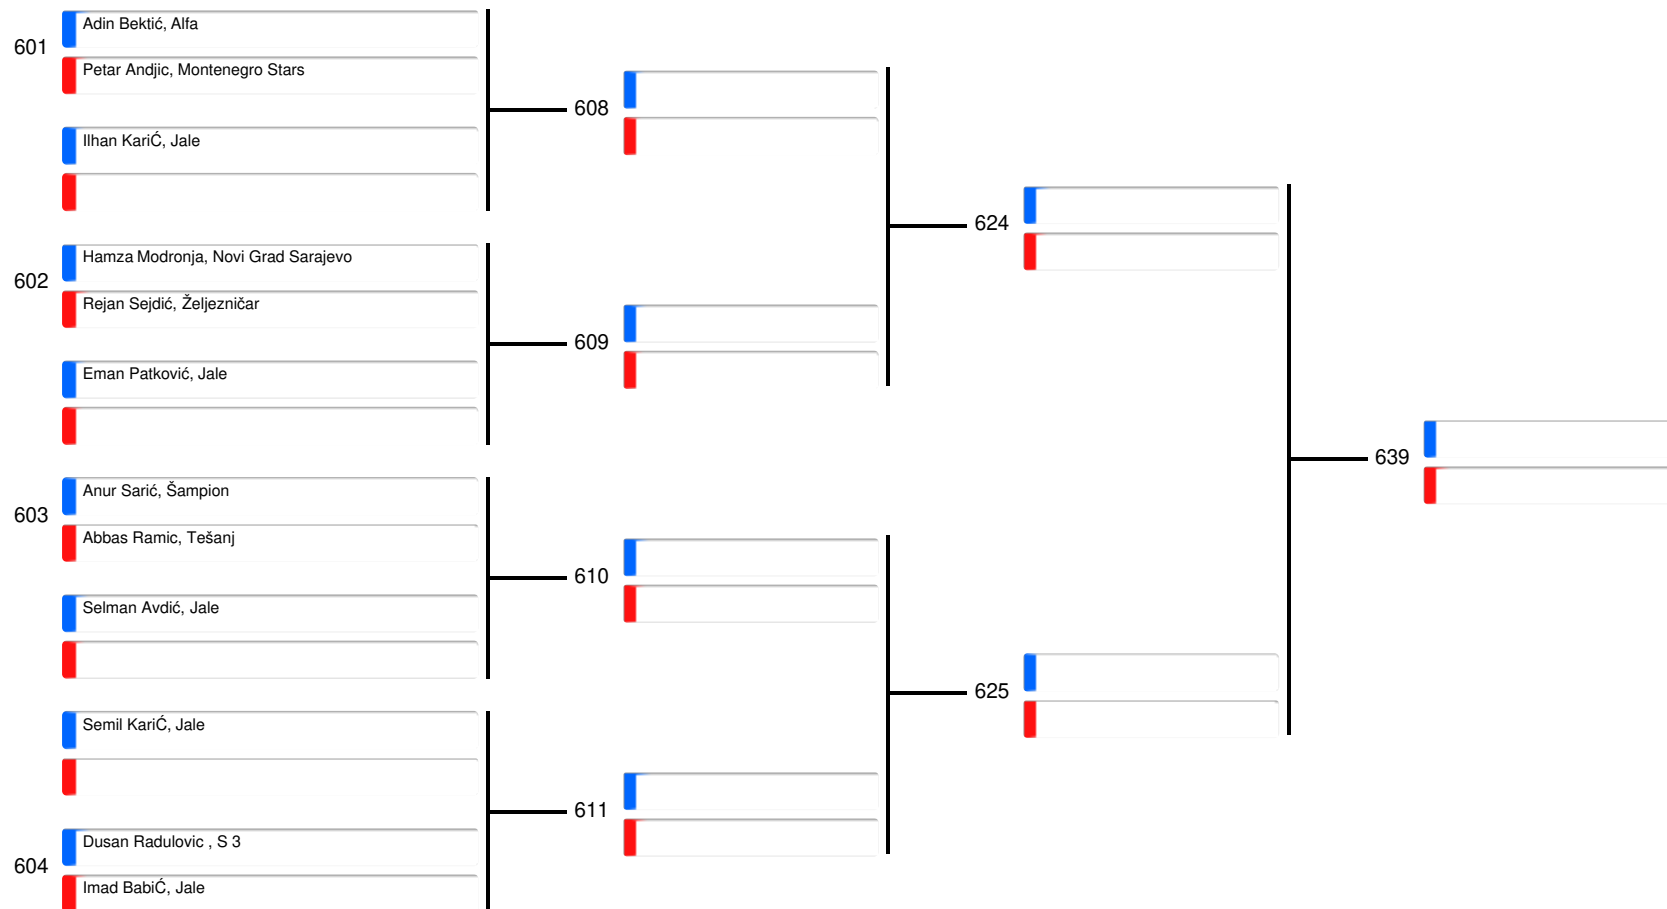 Adin Bektić, Alfa
601
Petar Andjic, Montenegro Stars
608
Ilhan KariĆ, Jale
624
Hamza Modronja, Novi Grad Sarajevo
602
Rejan Sejdić, Željezničar
609
Eman Patković, Jale
639
Anur Sarić, Šampion
603
Abbas Ramic, Tešanj
610
Selman Avdić, Jale
625
Semil KariĆ, Jale
611
Dusan Radulovic , S 3
604
Imad BabiĆ, Jale